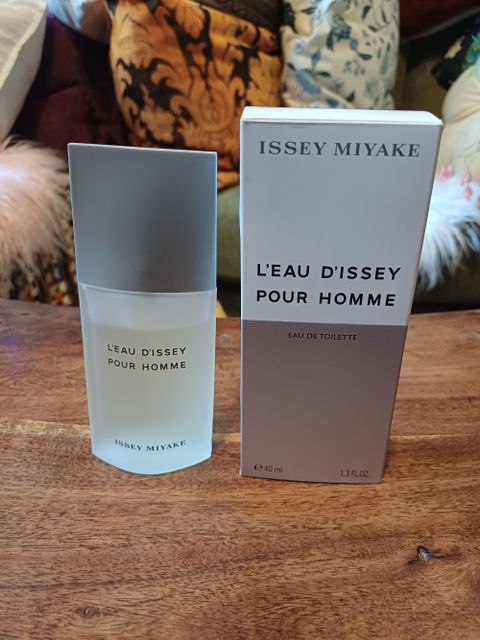 L'EAU D'ISSEY
POUR HOMME
ISSEY MIYAKE
ISSEY MIYAKE
L'EAU D'ISSEY
POUR HOMME
EAU DE TOILETTE
℮ 40 ml 1.3 FL.OZ.